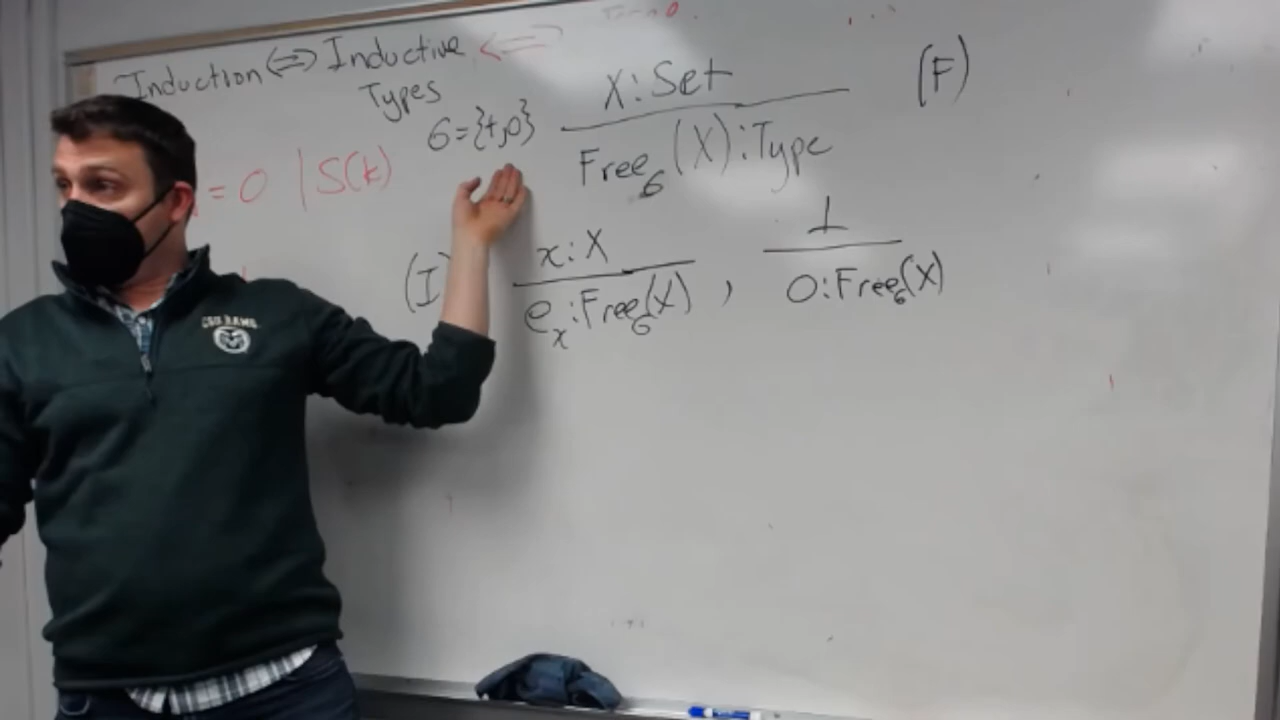 Induction ⇔ Inductive ⇔
Types
X : Set
(F)
σ = {+,0}
Free_σ(X) : Type
= 0 | S(k)
(I
x : X
⊥
e_x : Free_σ(X) , 0 : Free_σ(X)
CSU RAMS